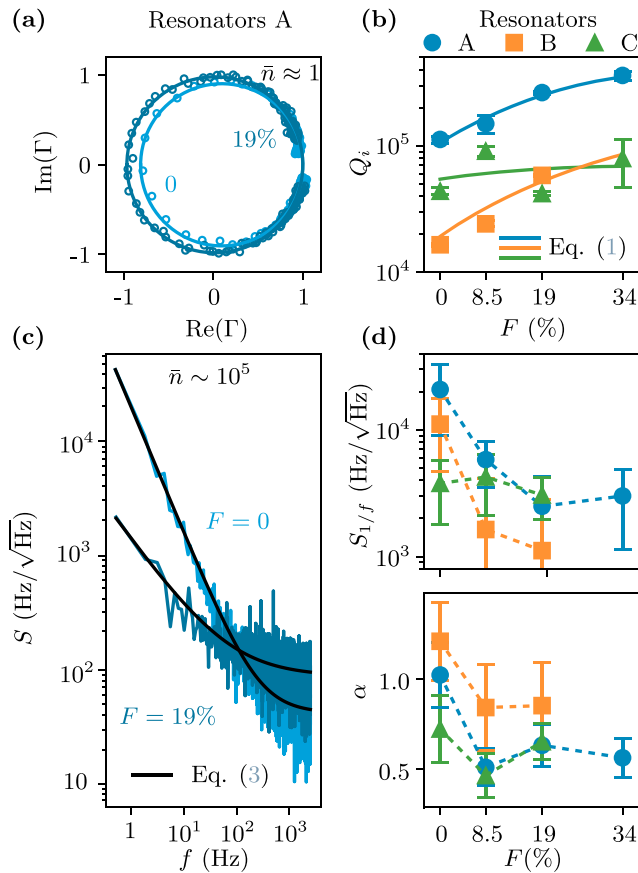 (a)
Resonators A
n̄ ≈ 1
19%
0
Im(Γ)
1
0
-1
-1
0
1
Re(Γ)
(b)
Resonators
A
B
C
Q_i
10^5
10^4
Eq. (1)
0
8.5
19
34
F (%)
(c)
n̄ ∼ 10^5
S (Hz/√Hz)
10^4
10^3
10^2
10
F = 0
F = 19%
Eq. (3)
1
10^1
10^2
10^3
f (Hz)
(d)
S_{1/f} (Hz/√Hz)
10^4
10^3
α
1.0
0.5
0
8.5
19
34
F(%)